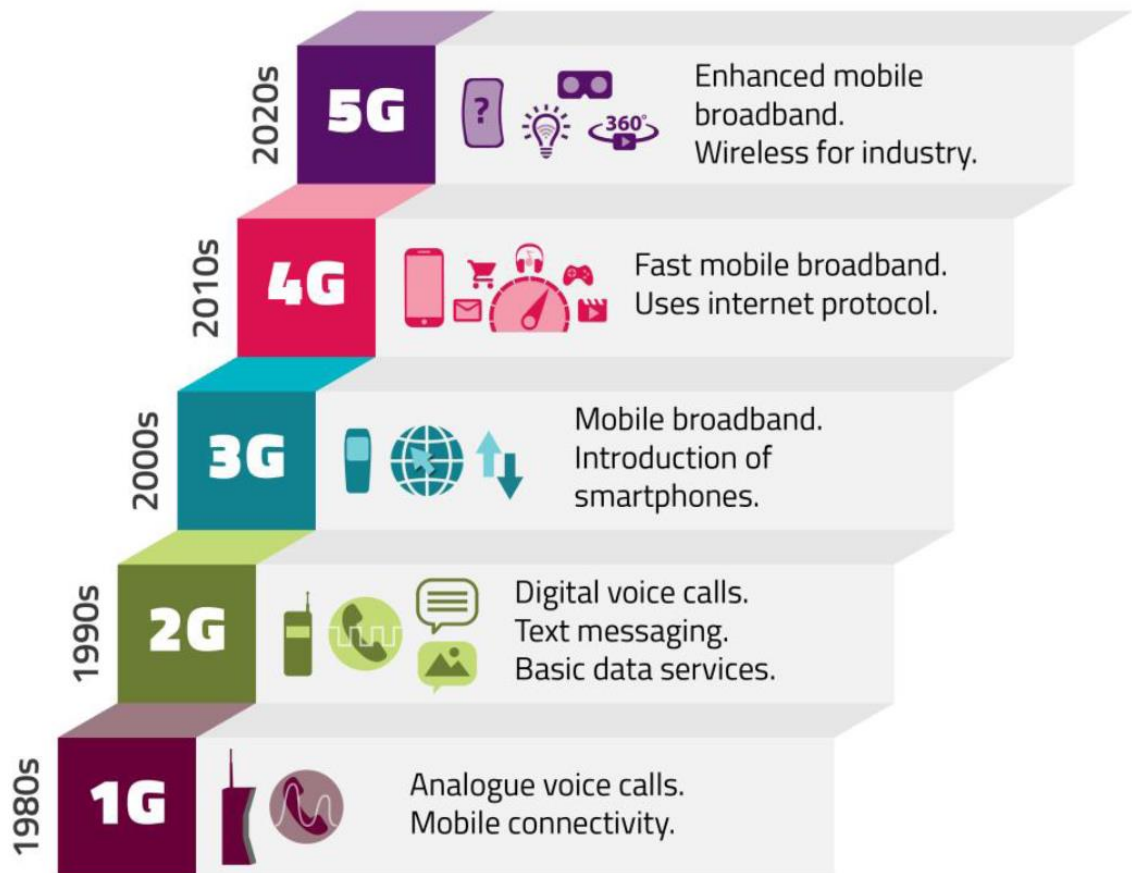 2020s
5G
?
360°
Enhanced mobile
broadband.
Wireless for industry.
2010s
4G
Fast mobile broadband.
Uses internet protocol.
2000s
3G
Mobile broadband.
Introduction of
smartphones.
1990s
2G
Digital voice calls.
Text messaging.
Basic data services.
1980s
1G
Analogue voice calls.
Mobile connectivity.